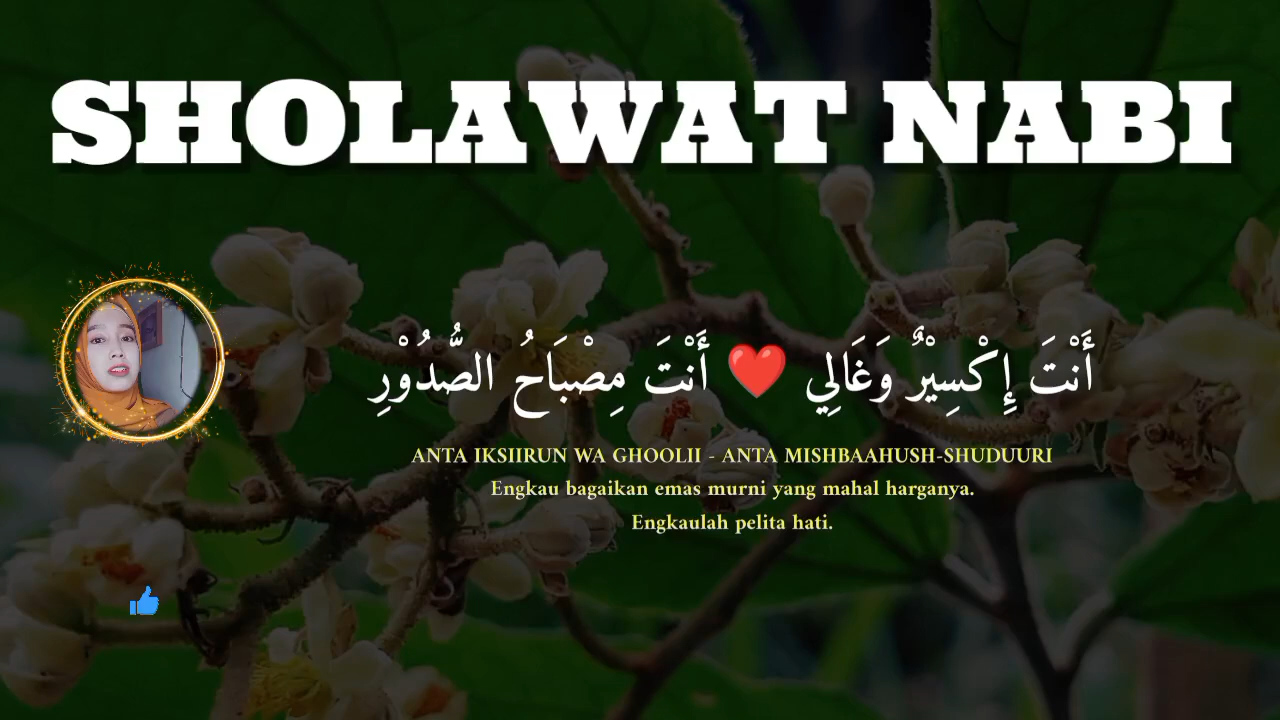 SHOLAWAT NABI
أَنْتَ إِكْسِيْرٌ وَغَالِي ❤️ أَنْتَ مِصْبَاحُ الصُّدُوْرِ
ANTA IKSIIRUN WA GHOOLII - ANTA MISHBAAHUSH-SHUDUURI
Engkau bagaikan emas murni yang mahal harganya.
Engkaulah pelita hati.